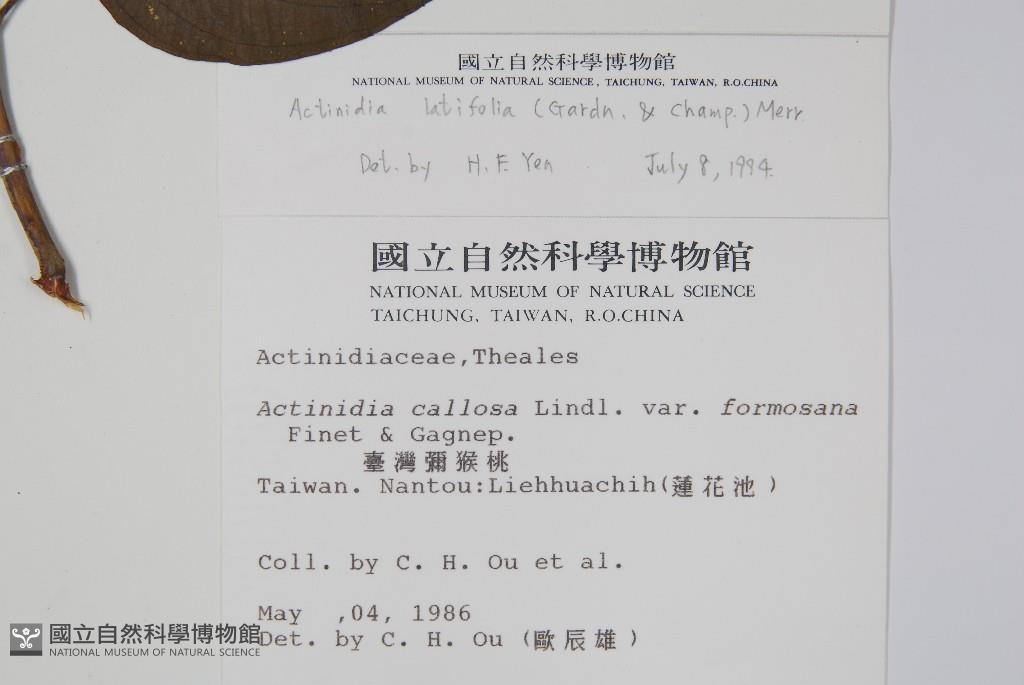 國立自然科學博物館
NATIONAL MUSEUM OF NATURAL SCIENCE, TAICHUNG, TAIWAN, R.O.CHINA
Actinidia latifolia (Gardn. & Champ.) Merr.
Det. by H. F. Yen July 8, 1994.
國立自然科學博物館
NATIONAL MUSEUM OF NATURAL SCIENCE
TAICHUNG, TAIWAN, R.O.CHINA
Actinidiaceae,Theales
Actinidia callosa Lindl. var. formosana
Finet & Gagnep.
臺灣彌猴桃
Taiwan. Nantou:Liehhuachih(蓮花池)
Coll. by C. H. Ou et al.
May ,04, 1986
Det. by C. H. Ou (歐辰雄)
國立自然科學博物館
NATIONAL MUSEUM OF NATURAL SCIENCE